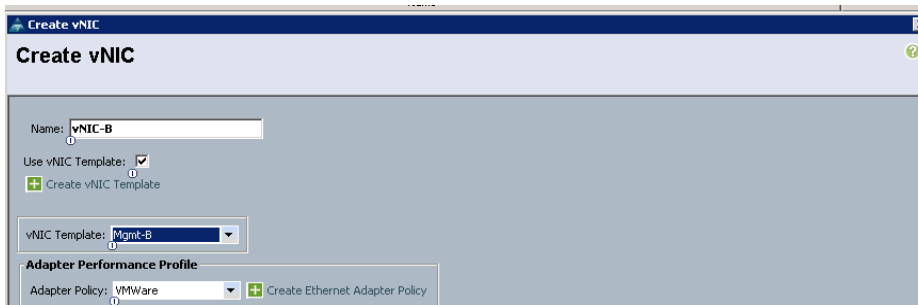 Create vNIC
Create vNIC
Name: vNIC-B
Use vNIC Template:
Create vNIC Template
vNIC Template: Mgmt-B
Adapter Performance Profile
Adapter Policy: VMWare Create Ethernet Adapter Policy